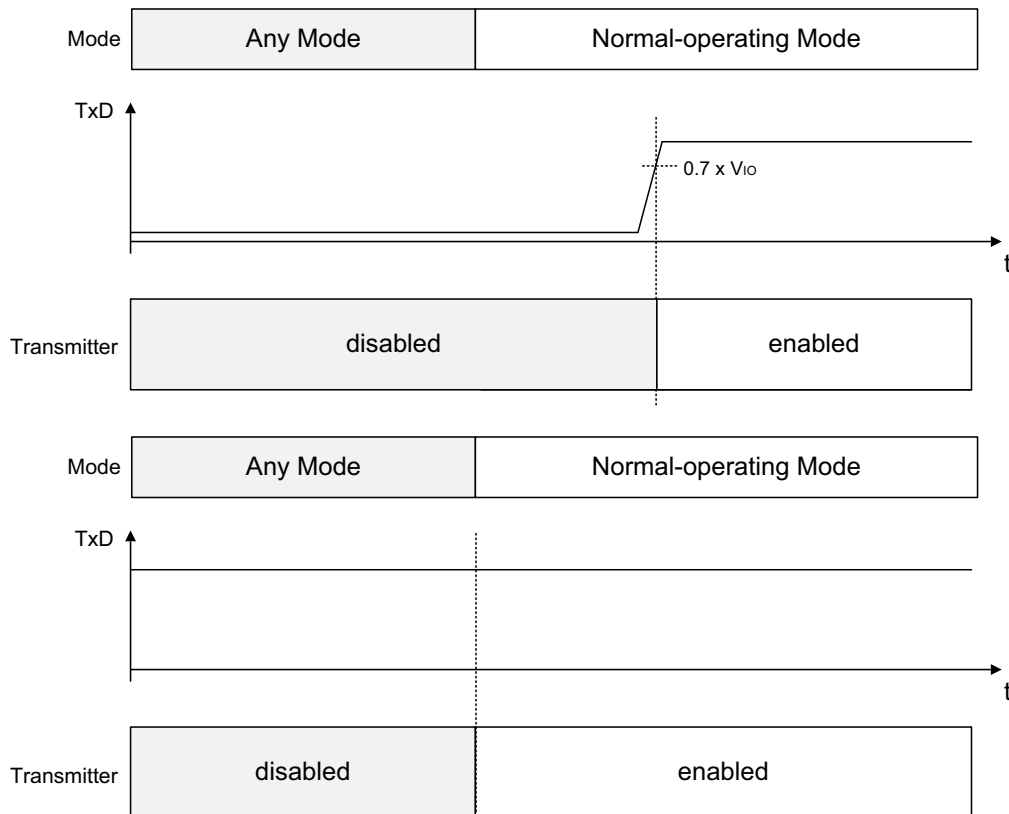 Mode Any Mode Normal-operating Mode
TxD
0.7 x VIO
t
Transmitter disabled enabled
Mode Any Mode Normal-operating Mode
TxD
t
Transmitter disabled enabled